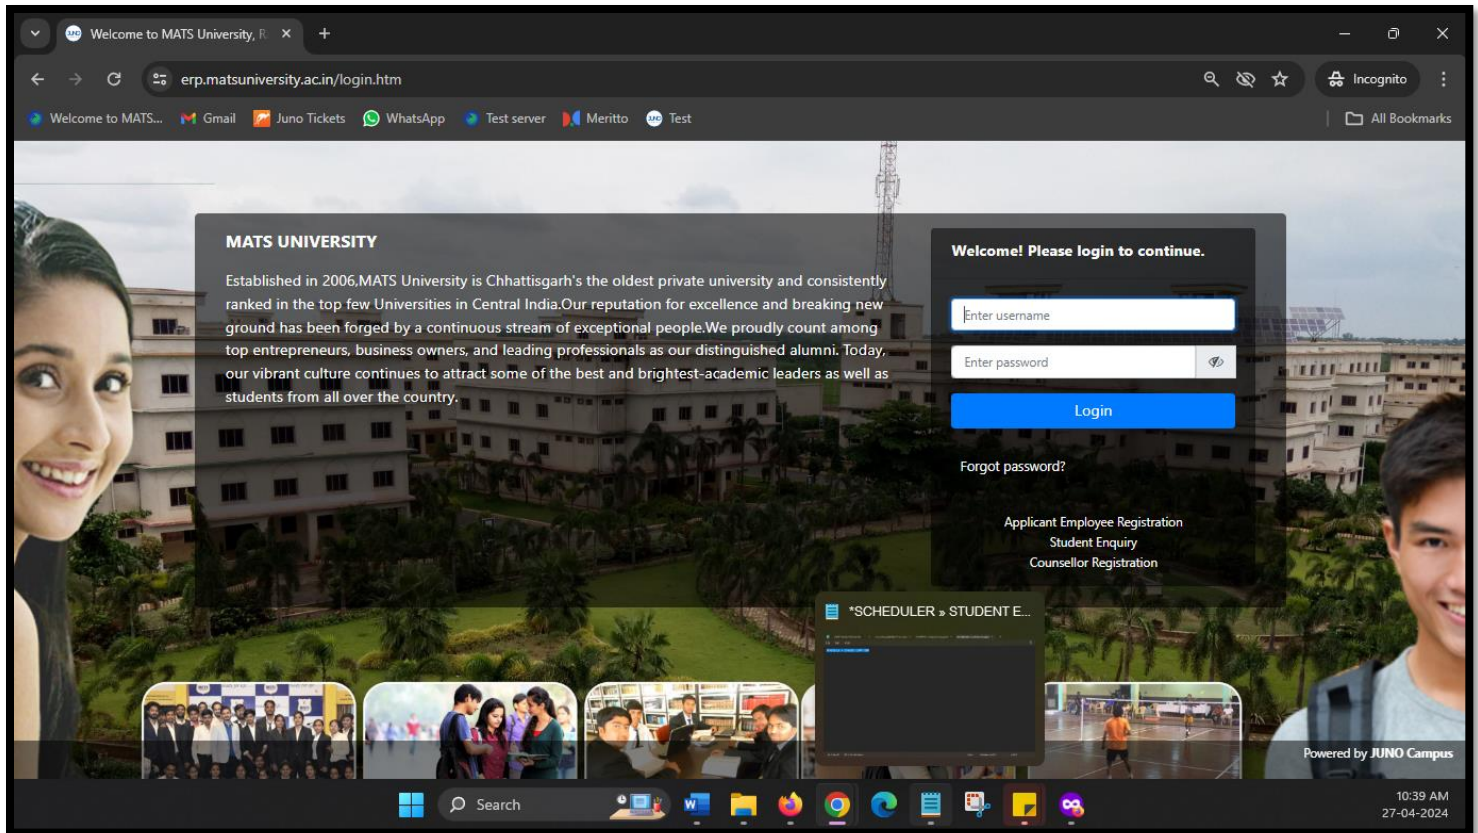 Welcome to MATS University, R
erp.matsuniversity.ac.in/login.htm
Incognito
Welcome to MATS...
Gmail
Juno Tickets
WhatsApp
Test server
Meritto
Test
All Bookmarks
MATS UNIVERSITY
Established in 2006,MATS University is Chhattisgarh's the oldest private university and consistently
ranked in the top few Universities in Central India.Our reputation for excellence and breaking new
ground has been forged by a continuous stream of exceptional people.We proudly count among
top entrepreneurs, business owners, and leading professionals as our distinguished alumni. Today,
our vibrant culture continues to attract some of the best and brightest-academic leaders as well as
students from all over the country.
Welcome! Please login to continue.
Enter username
Enter password
Login
Forgot password?
Applicant Employee Registration
Student Enquiry
Counsellor Registration
*SCHEDULER » STUDENT E...
Powered by JUNO Campus
Search
10:39 AM
27-04-2024